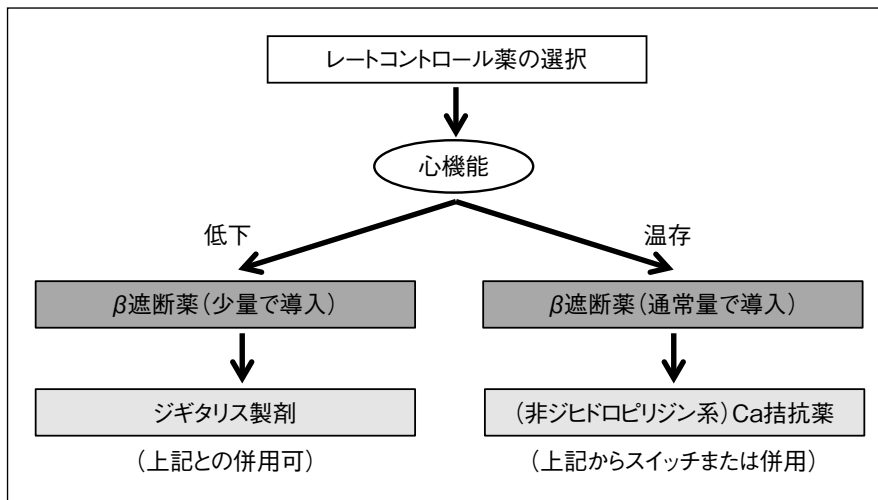 レートコントロール薬の選択
心機能
低下
温存
β遮断薬（少量で導入）
β遮断薬（通常量で導入）
ジギタリス製剤
（非ジヒドロピリジン系）Ca拮抗薬
（上記との併用可）
（上記からスイッチまたは併用）